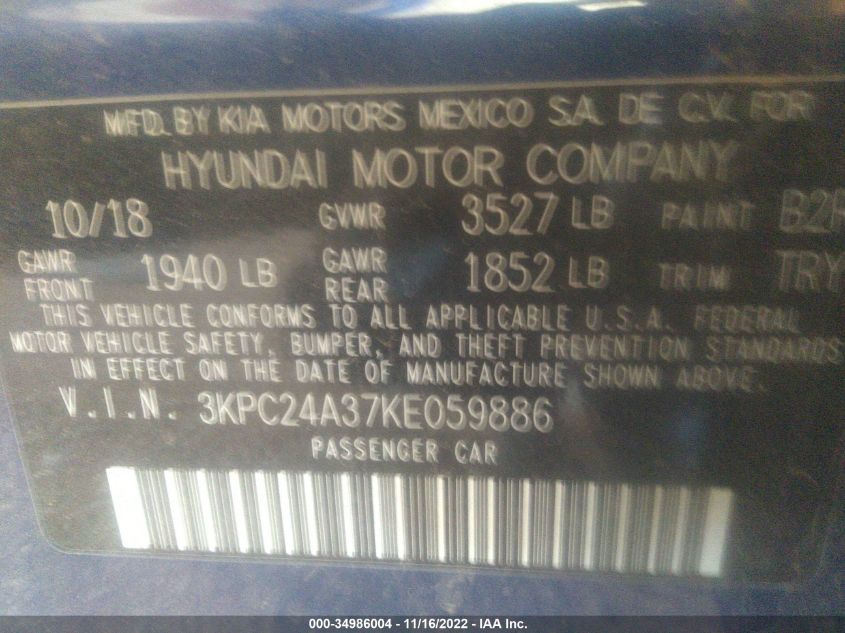 MFD. BY KIA MOTORS MEXICO S.A. DE C.V. FOR
HYUNDAI MOTOR COMPANY
10/18 GVWR 3527 LB PAINT B2R
GAWR FRONT 1940 LB GAWR REAR 1852 LB TRIM TRY
THIS VEHICLE CONFORMS TO ALL APPLICABLE U.S.A. FEDERAL
MOTOR VEHICLE SAFETY, BUMPER, AND THEFT PREVENTION STANDARDS
IN EFFECT ON THE DATE OF MANUFACTURE SHOWN ABOVE.
V.I.N. 3KPC24A37KE059886
PASSENGER CAR
000-34986004 - 11/16/2022 - IAA Inc.